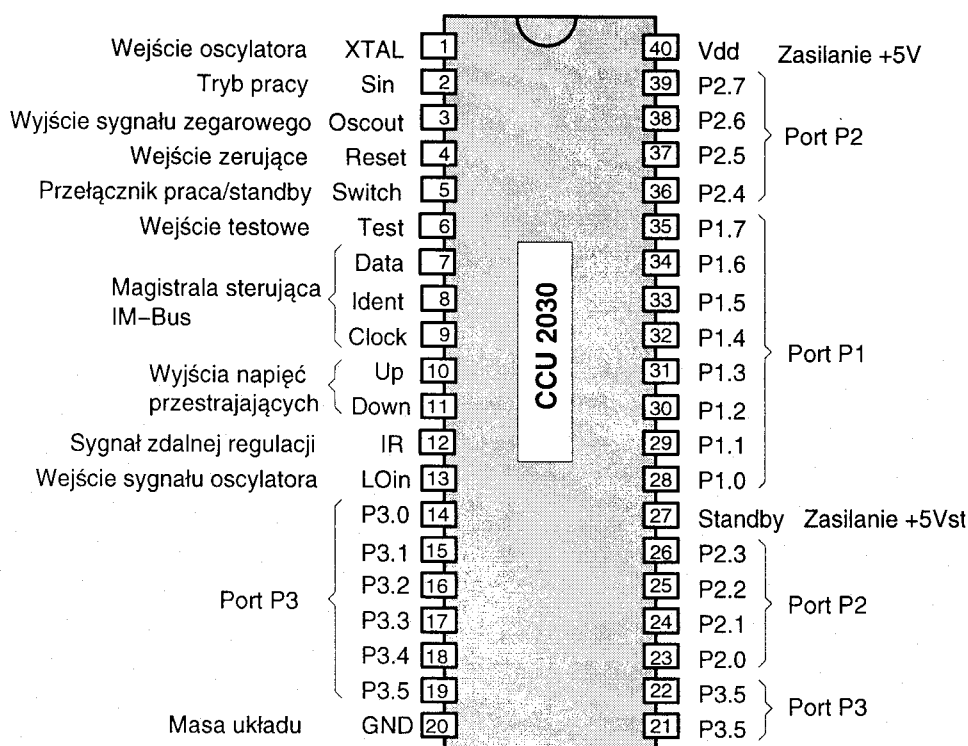 Wejście oscylatora XTAL 1
Tryb pracy Sin 2
Wyjście sygnału zegarowego Oscout 3
Wejście zerujące Reset 4
Przełącznik praca/standby Switch 5
Wejście testowe Test 6
Data 7
Magistrala sterująca
IM–Bus
Ident 8
Clock 9
Wyjścia napięć
przestrajających
Up 10
Down 11
Sygnał zdalnej regulacji IR 12
Wejście sygnału oscylatora LOin 13
Port P3
P3.0 14
P3.1 15
P3.2 16
P3.3 17
P3.4 18
P3.5 19
Masa układu GND 20
CCU 2030
40 Vdd Zasilanie +5V
39 P2.7
38 P2.6
37 P2.5
36 P2.4
Port P2
35 P1.7
34 P1.6
33 P1.5
32 P1.4
31 P1.3
30 P1.2
29 P1.1
28 P1.0
Port P1
27 Standby Zasilanie +5Vst
26 P2.3
25 P2.2
24 P2.1
23 P2.0
Port P2
22 P3.5
21 P3.5
Port P3